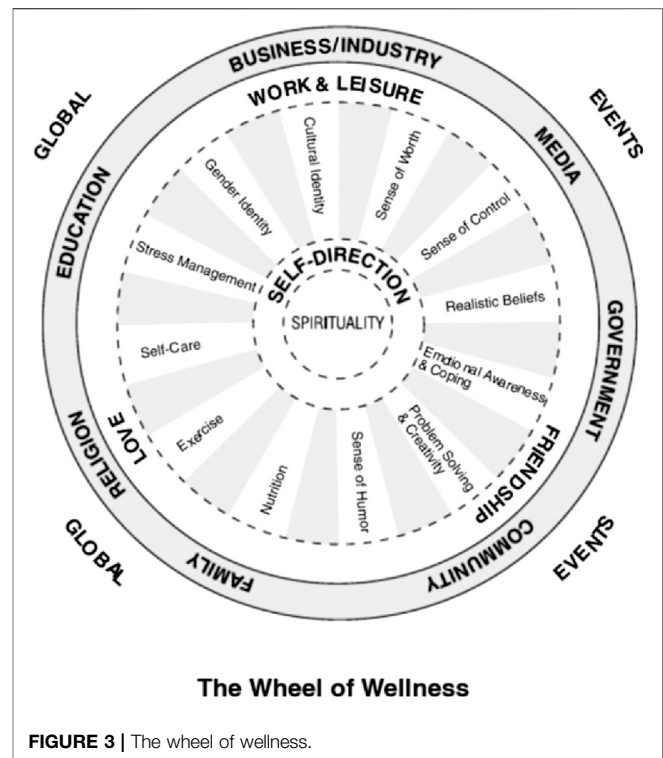 BUSINESS/INDUSTRY
GLOBAL
EVENTS
WORK & LEISURE
MEDIA
EDUCATION
Cultural Identity
Sense of Worth
Gender Identity
Sense of Control
Stress Management
SELF-DIRECTION
Realistic Beliefs
SPIRITUALITY
GOVERNMENT
Self-Care
Emotional Awareness
& Coping
Exercise
Problem Solving
& Creativity
LOVE
FRIENDSHIP
Nutrition
Sense of Humor
RELIGION
GLOBAL
FAMILY
COMMUNITY
EVENTS
The Wheel of Wellness
FIGURE 3 | The wheel of wellness.